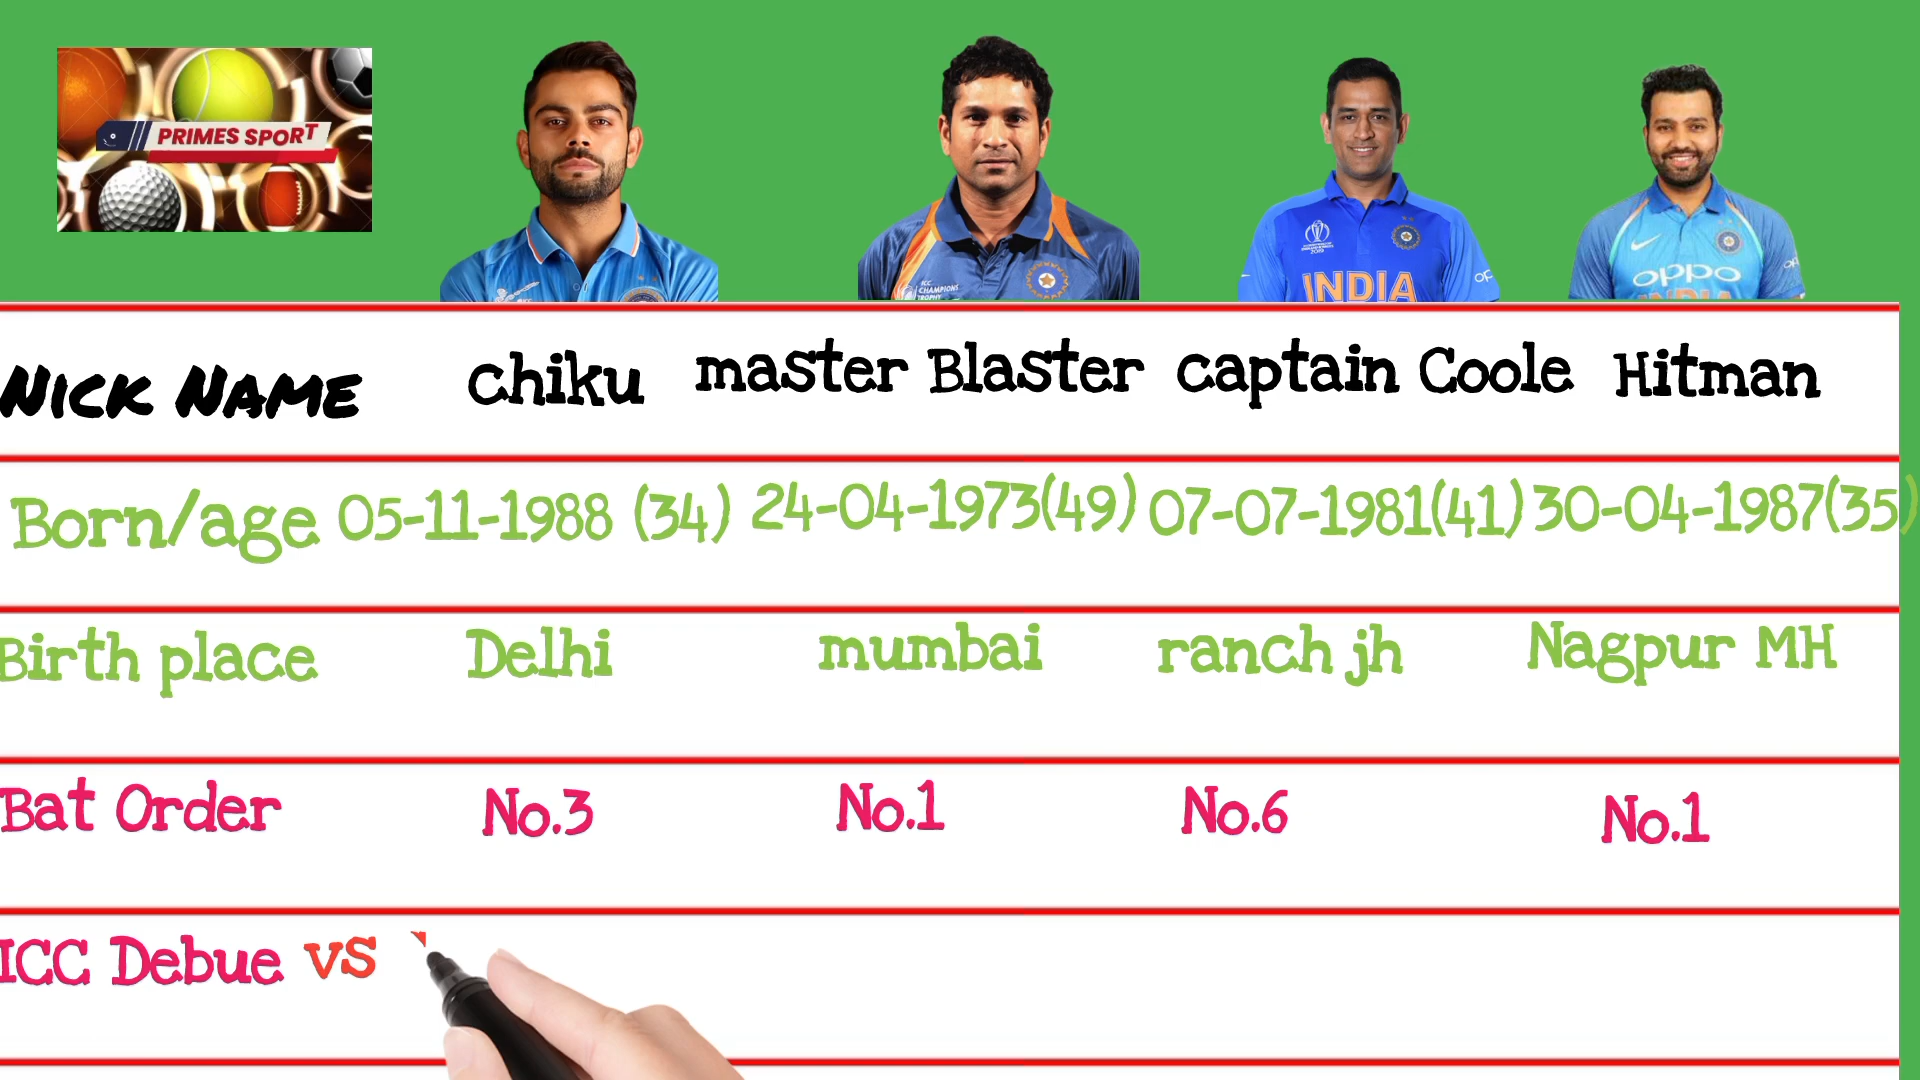 PRIMES SPORT
INDIA
oppo
NICK NAME chiku master Blaster captain Coole Hitman
Born/age 05-11-1988 (34) 24-04-1973(49) 07-07-1981(41) 30-04-1987(35)
Birth place Delhi mumbai ranch jh Nagpur MH
Bat Order No.3 No.1 No.6 No.1
ICC Debue vs